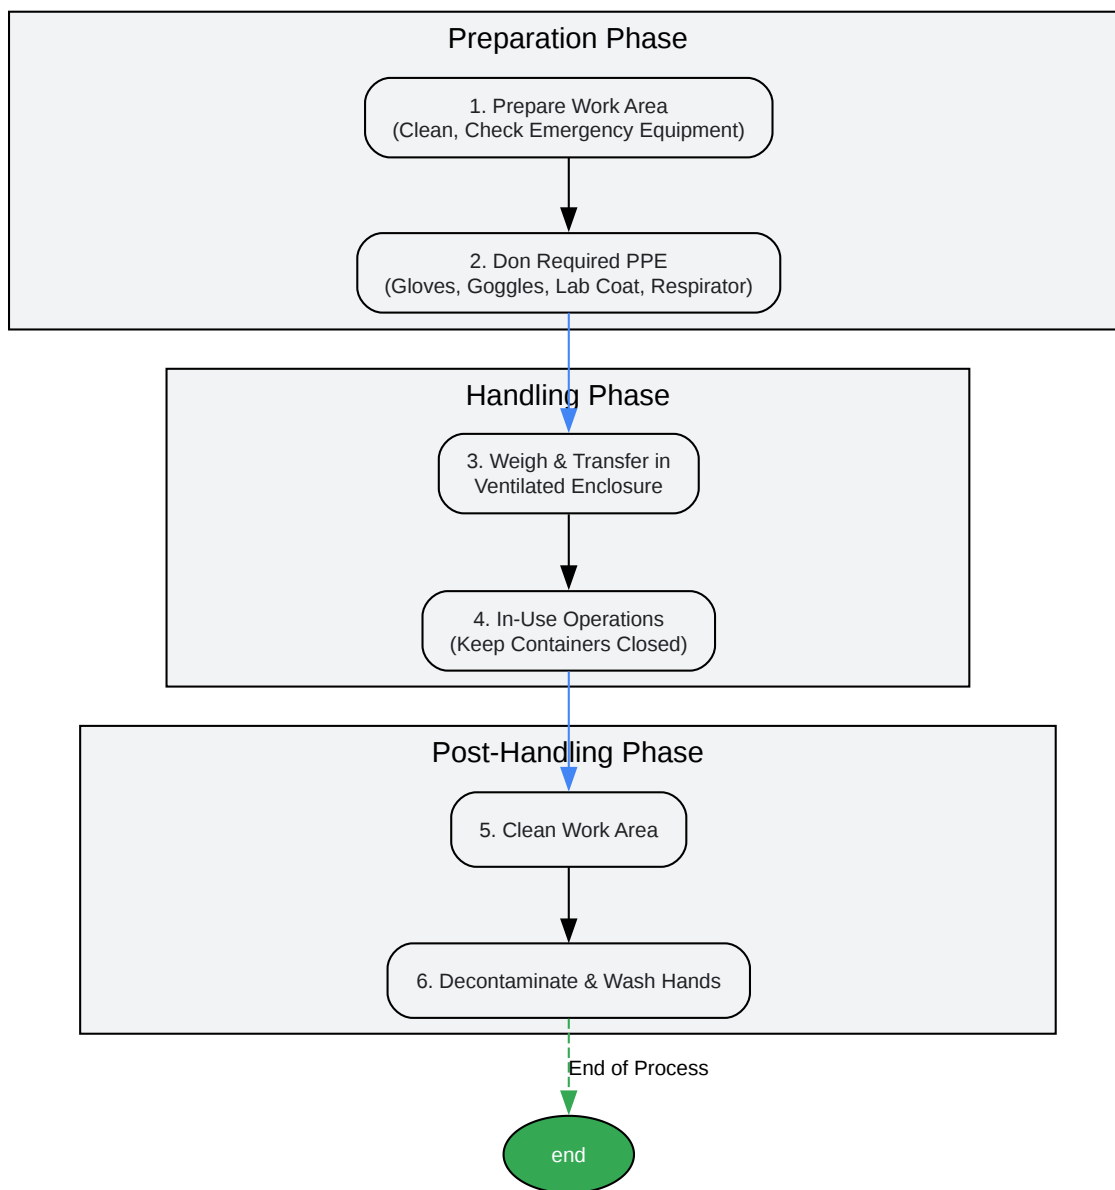 Preparation Phase
1. Prepare Work Area
(Clean, Check Emergency Equipment)
2. Don Required PPE
(Gloves, Goggles, Lab Coat, Respirator)
Handling Phase
3. Weigh & Transfer in
Ventilated Enclosure
4. In-Use Operations
(Keep Containers Closed)
Post-Handling Phase
5. Clean Work Area
6. Decontaminate & Wash Hands
End of Process
end